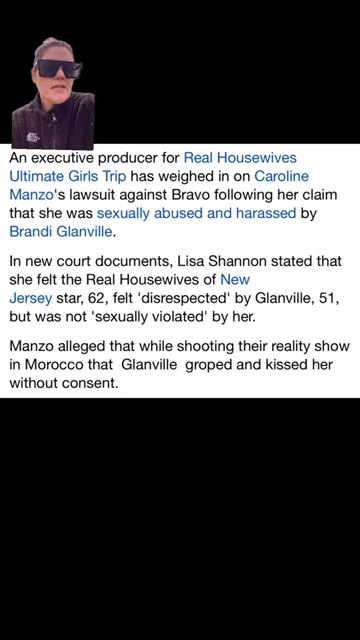 An executive producer for Real Housewives
Ultimate Girls Trip has weighed in on Caroline
Manzo's lawsuit against Bravo following her claim
that she was sexually abused and harassed by
Brandi Glanville.
In new court documents, Lisa Shannon stated that
she felt the Real Housewives of New
Jersey star, 62, felt 'disrespected' by Glanville, 51,
but was not 'sexually violated' by her.
Manzo alleged that while shooting their reality show
in Morocco that Glanville groped and kissed her
without consent.